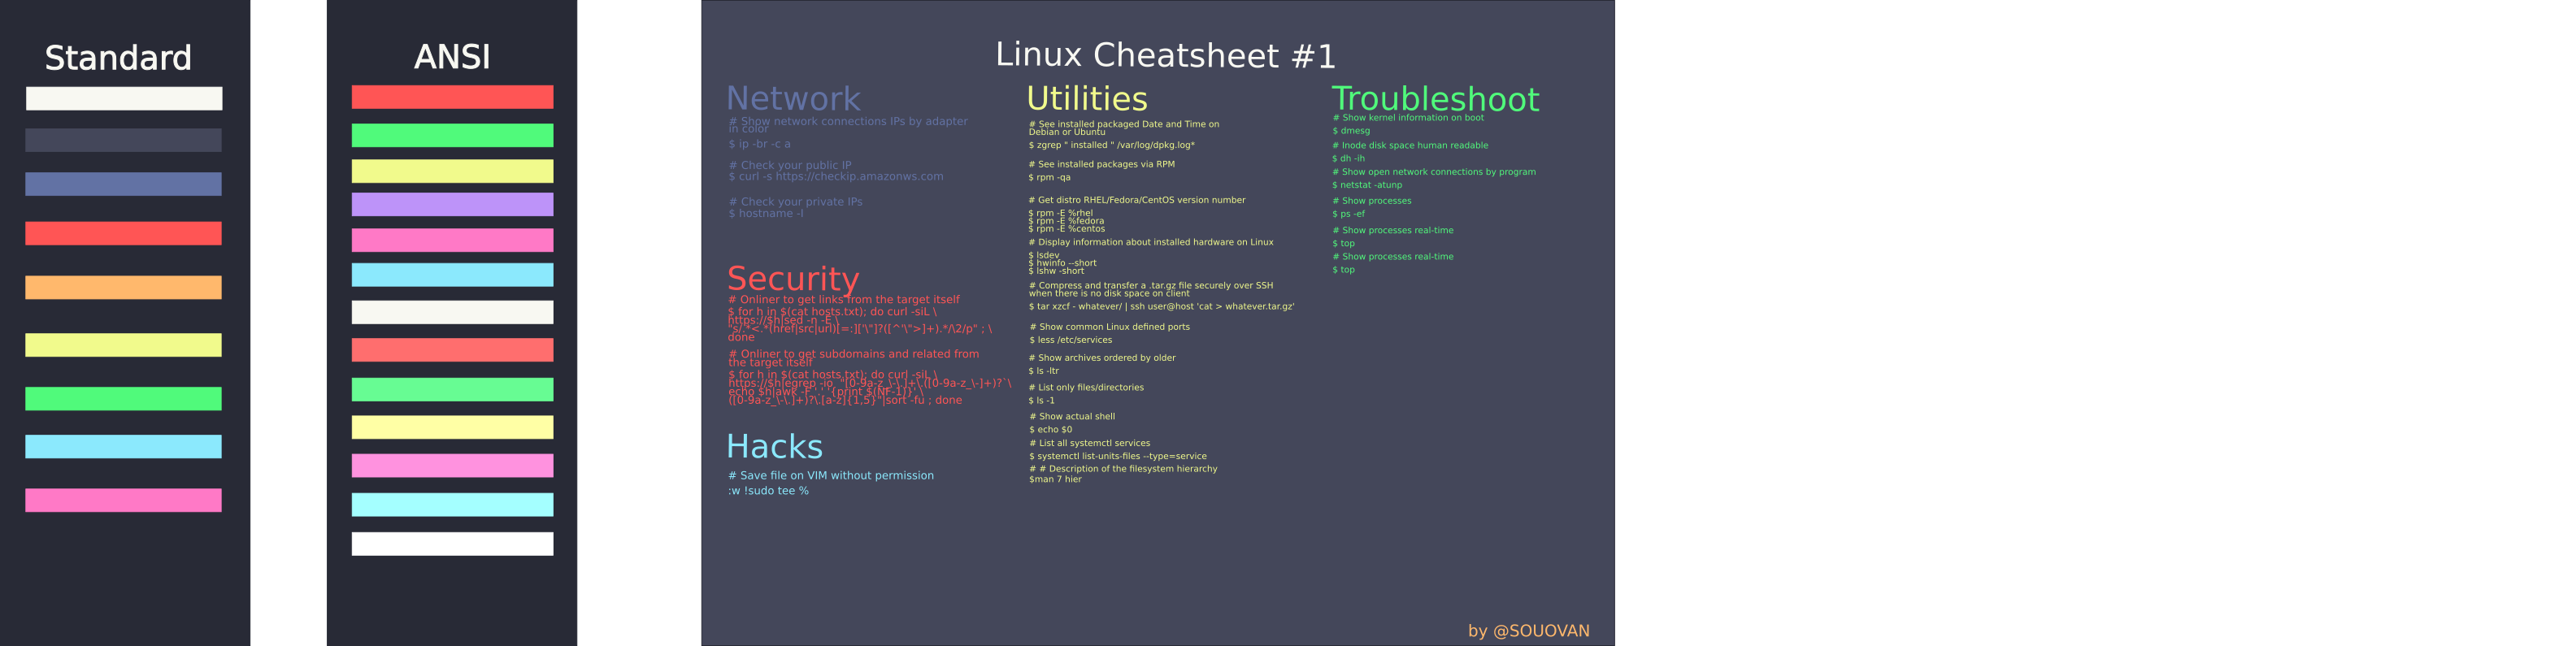 Standard
ANSI
Linux Cheatsheet #1
Network
# Show network connections IPs by adapter
in color
$ ip -br -c a
# Check your public IP
$ curl -s https://checkip.amazonws.com
# Check your private IPs
$ hostname -I
Security
# Onliner to get links from the target itself
$ for h in $(cat hosts.txt); do curl -siL \
https://$h|sed -n -E \
"s/.*<.*(href|src|url)[=:]['\"]?([^'\">]+).*/\2/p" ; \
done
# Onliner to get subdomains and related from
the target itself
$ for h in $(cat hosts.txt); do curl -siL \
https://$h|egrep -io "[0-9a-z_\-\.]+\.([0-9a-z_\-]+)?`\
echo $h|awk -F '.' '{print $(NF-1)}'\
([0-9a-z_\-\.]+)?\.[a-z]{1,5}"|sort -fu ; done
Hacks
# Save file on VIM without permission
:w !sudo tee %
Utilities
# See installed packaged Date and Time on
Debian or Ubuntu
$ zgrep " installed " /var/log/dpkg.log*
# See installed packages via RPM
$ rpm -qa
# Get distro RHEL/Fedora/CentOS version number
$ rpm -E %rhel
$ rpm -E %fedora
$ rpm -E %centos
# Display information about installed hardware on Linux
$ lsdev
$ hwinfo --short
$ lshw -short
# Compress and transfer a .tar.gz file securely over SSH
when there is no disk space on client
$ tar xzcf - whatever/ | ssh user@host 'cat > whatever.tar.gz'
# Show common Linux defined ports
$ less /etc/services
# Show archives ordered by older
$ ls -ltr
# List only files/directories
$ ls -1
# Show actual shell
$ echo $0
# List all systemctl services
$ systemctl list-units-files --type=service
# # Description of the filesystem hierarchy
$man 7 hier
Troubleshoot
# Show kernel information on boot
$ dmesg
# Inode disk space human readable
$ dh -ih
# Show open network connections by program
$ netstat -atunp
# Show processes
$ ps -ef
# Show processes real-time
$ top
# Show processes real-time
$ top
by @SOUOVAN